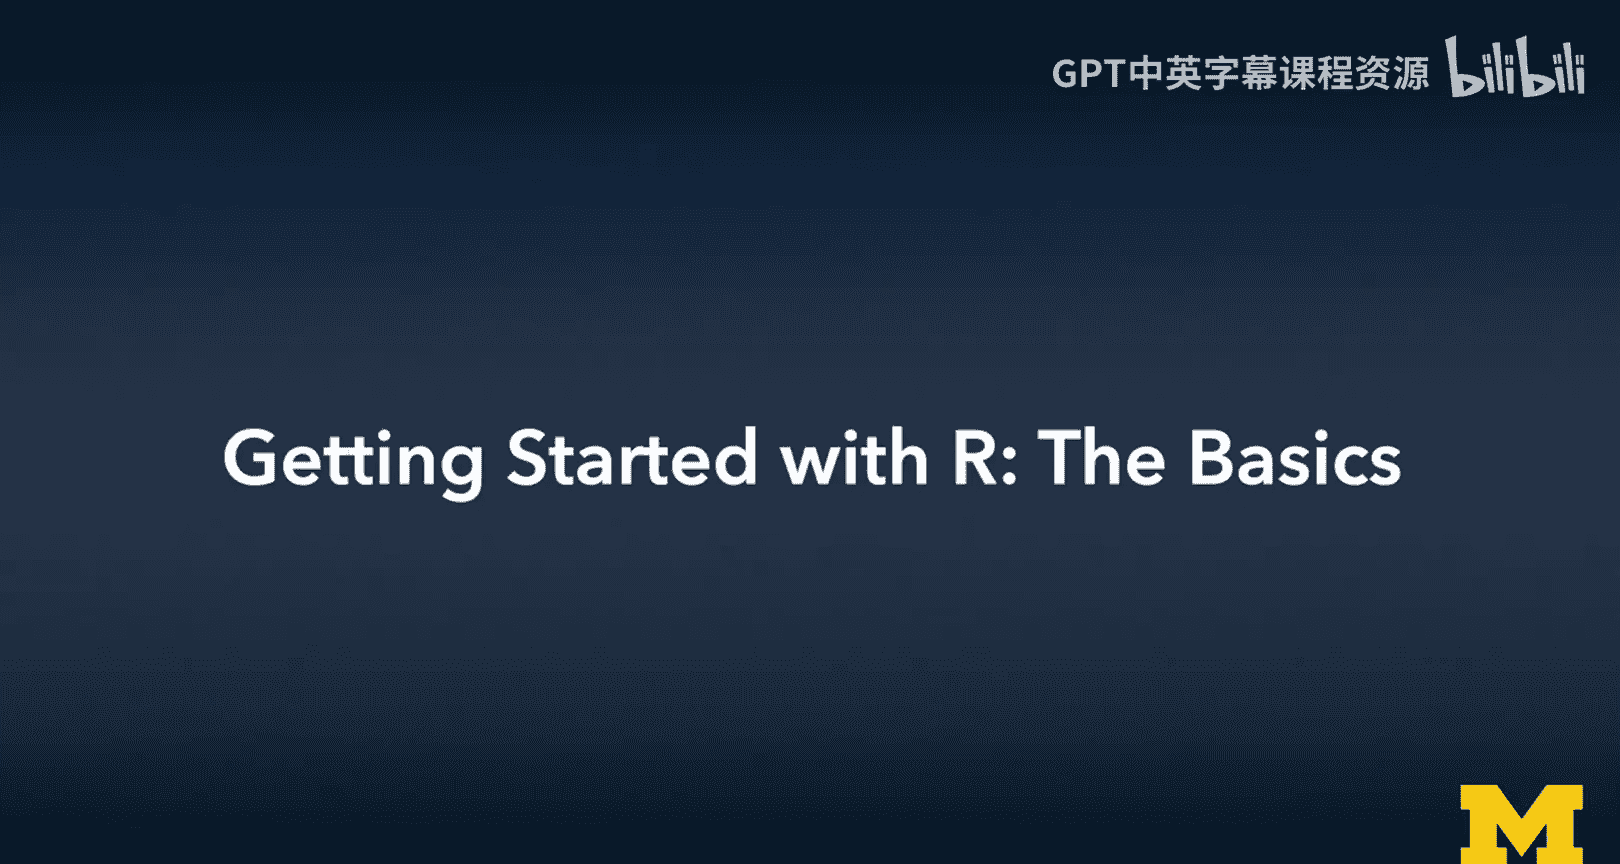 GPT中英字幕课程资源 bilibili
Getting Started with R: The Basics
M